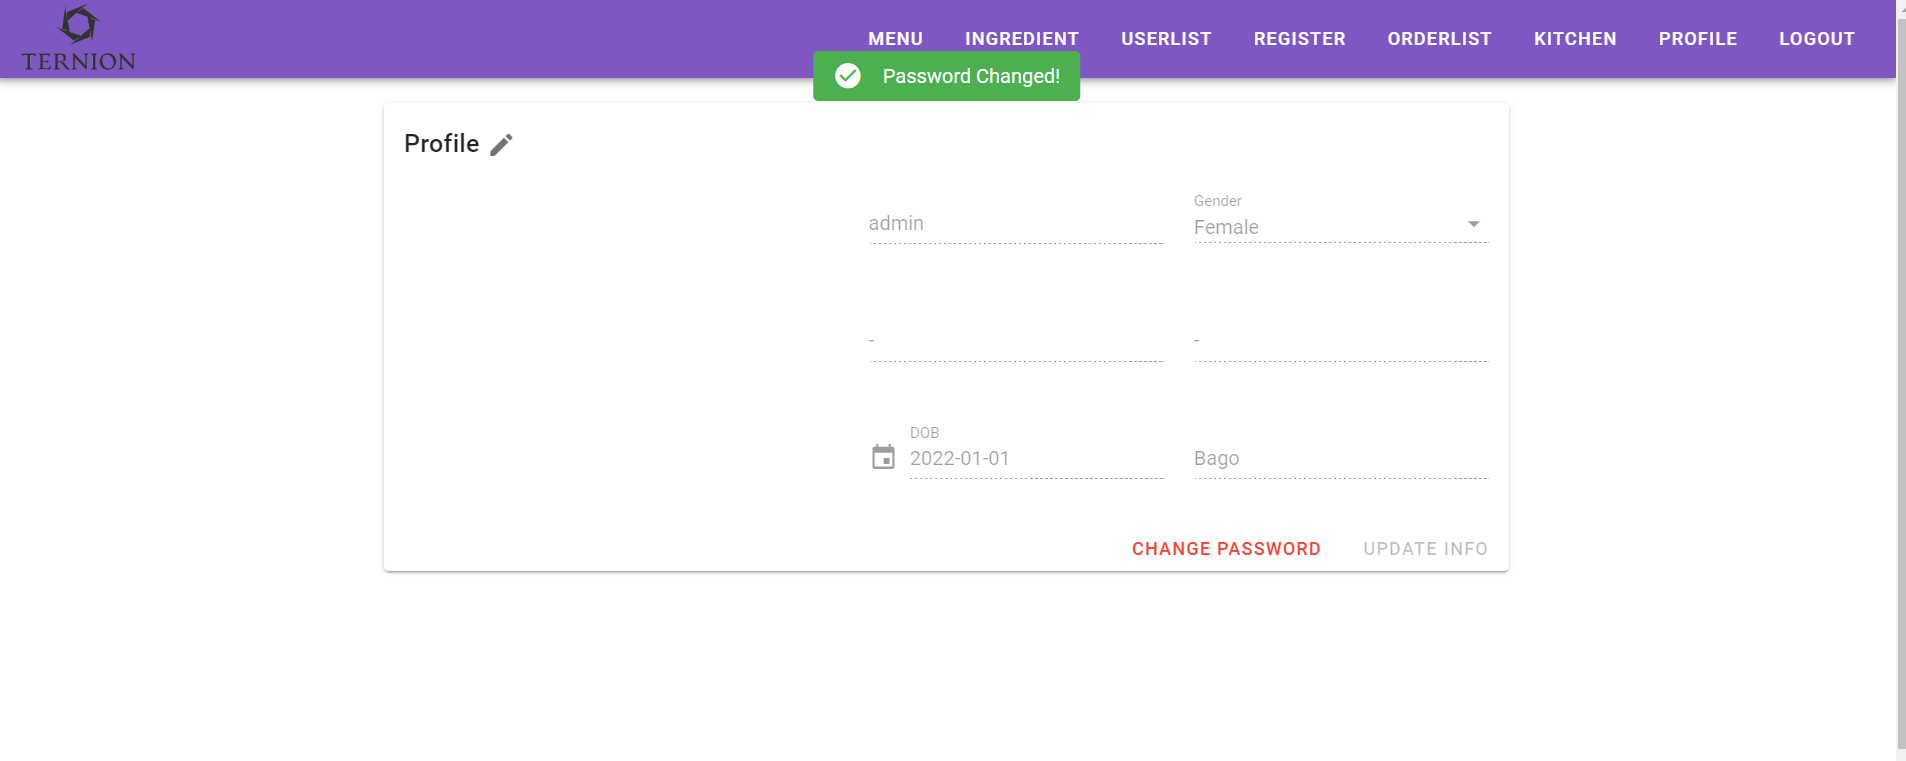 TERNION
MENU INGREDIENT USERLIST REGISTER ORDERLIST KITCHEN PROFILE LOGOUT
Password Changed!
Profile
admin
Gender
Female
-
-
DOB
2022-01-01
Bago
CHANGE PASSWORD UPDATE INFO